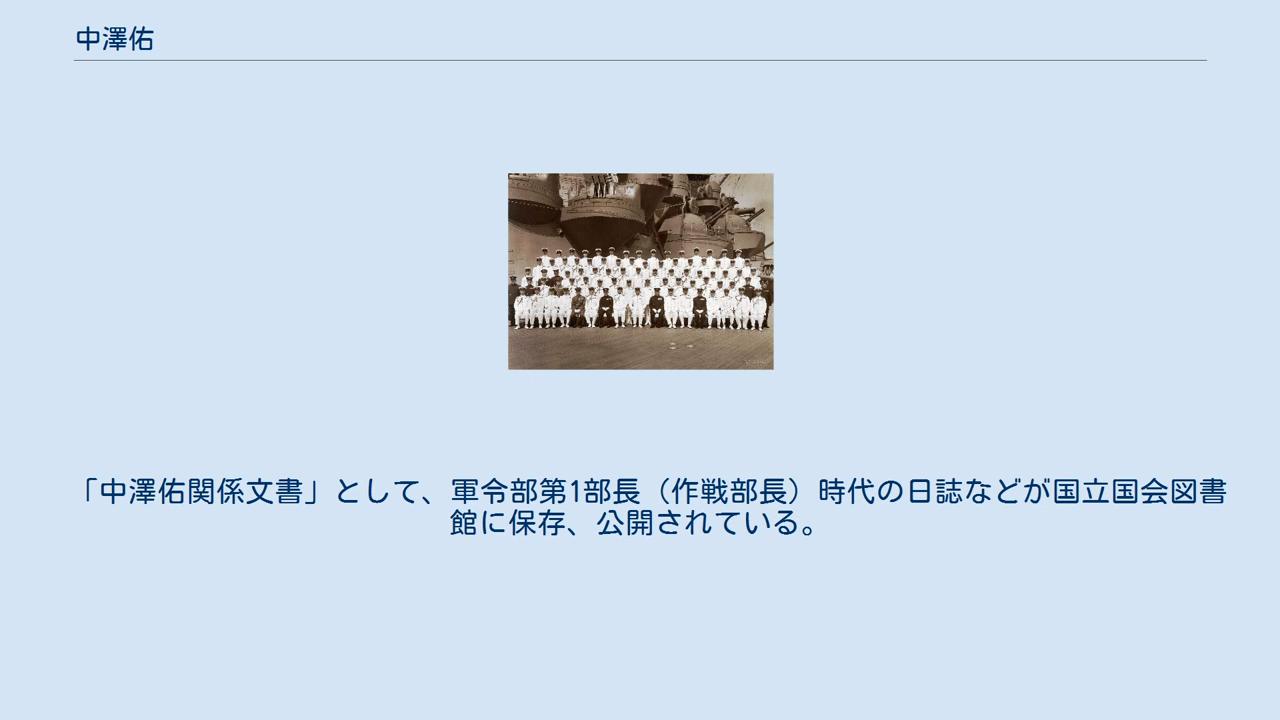 中澤佑
「中澤佑関係文書」として、軍令部第1部長（作戦部長）時代の日誌などが国立国会図書
館に保存、公開されている。